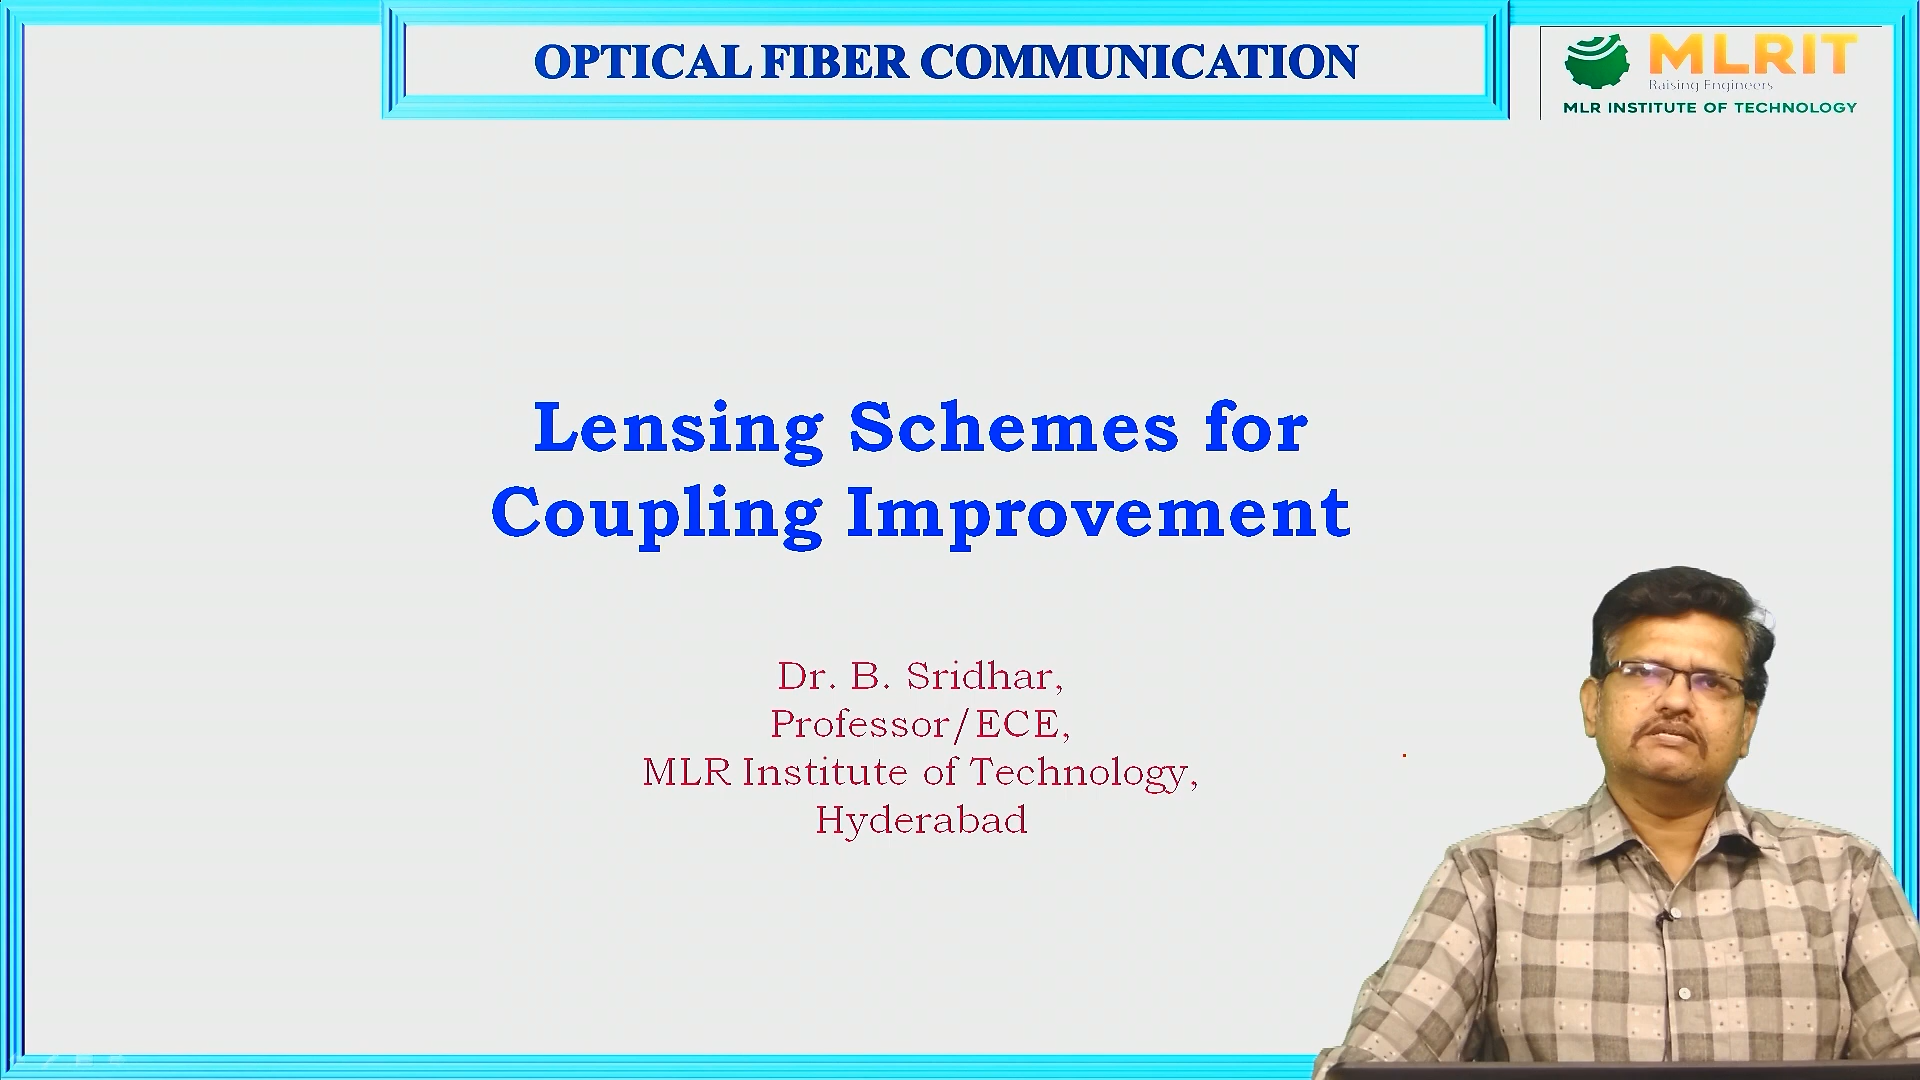 OPTICAL FIBER COMMUNICATION
MLRIT
Raising Engineers
MLR INSTITUTE OF TECHNOLOGY
Lensing Schemes for
Coupling Improvement
Dr. B. Sridhar,
Professor/ECE,
MLR Institute of Technology,
Hyderabad